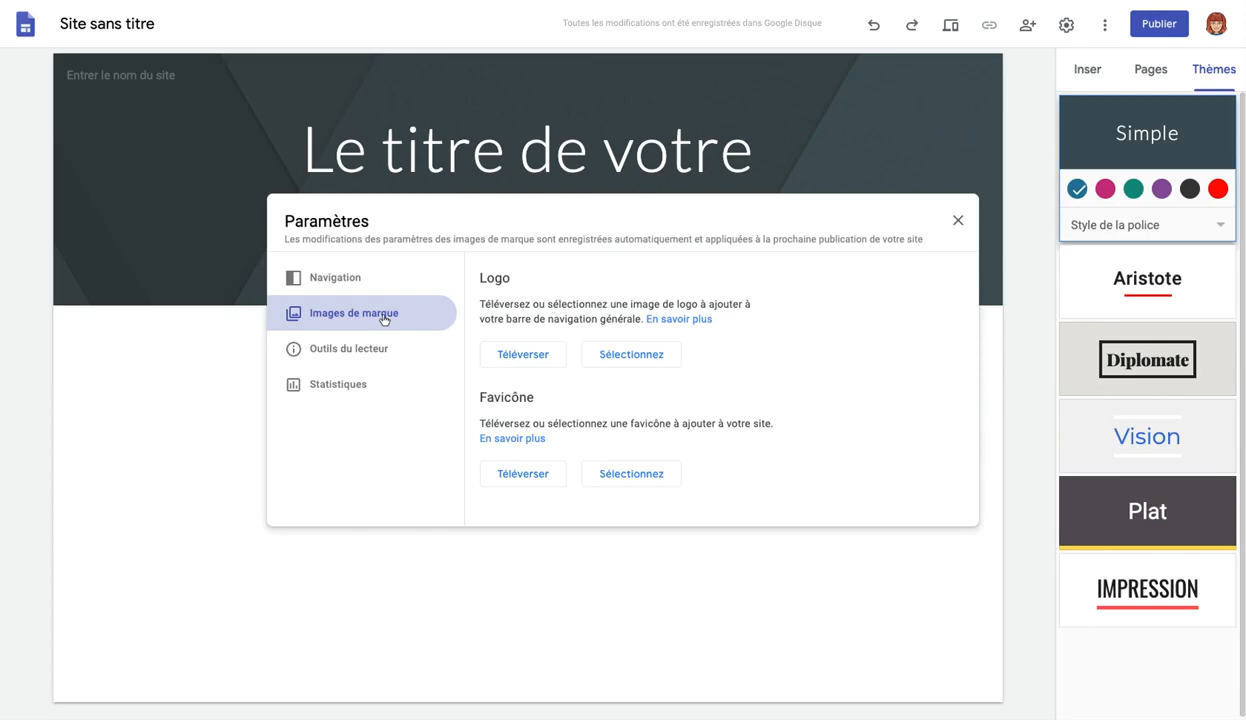 Site sans titre
Toutes les modifications ont été enregistrées dans Google Disque
Publier
Entrer le nom du site
Le titre de votre
Inser
Pages
Thèmes
Simple
Style de la police
Aristote
Diplomate
Vision
Plat
IMPRESSION
Paramètres
Les modifications des paramètres des images de marque sont enregistrées automatiquement et appliquées à la prochaine publication de votre site
Navigation
Images de marque
Outils du lecteur
Statistiques
Logo
Téléversez ou sélectionnez une image de logo à ajouter à
votre barre de navigation générale. En savoir plus
Téléverser
Sélectionnez
Favicône
Téléversez ou sélectionnez une favicône à ajouter à votre site.
En savoir plus
Téléverser
Sélectionnez